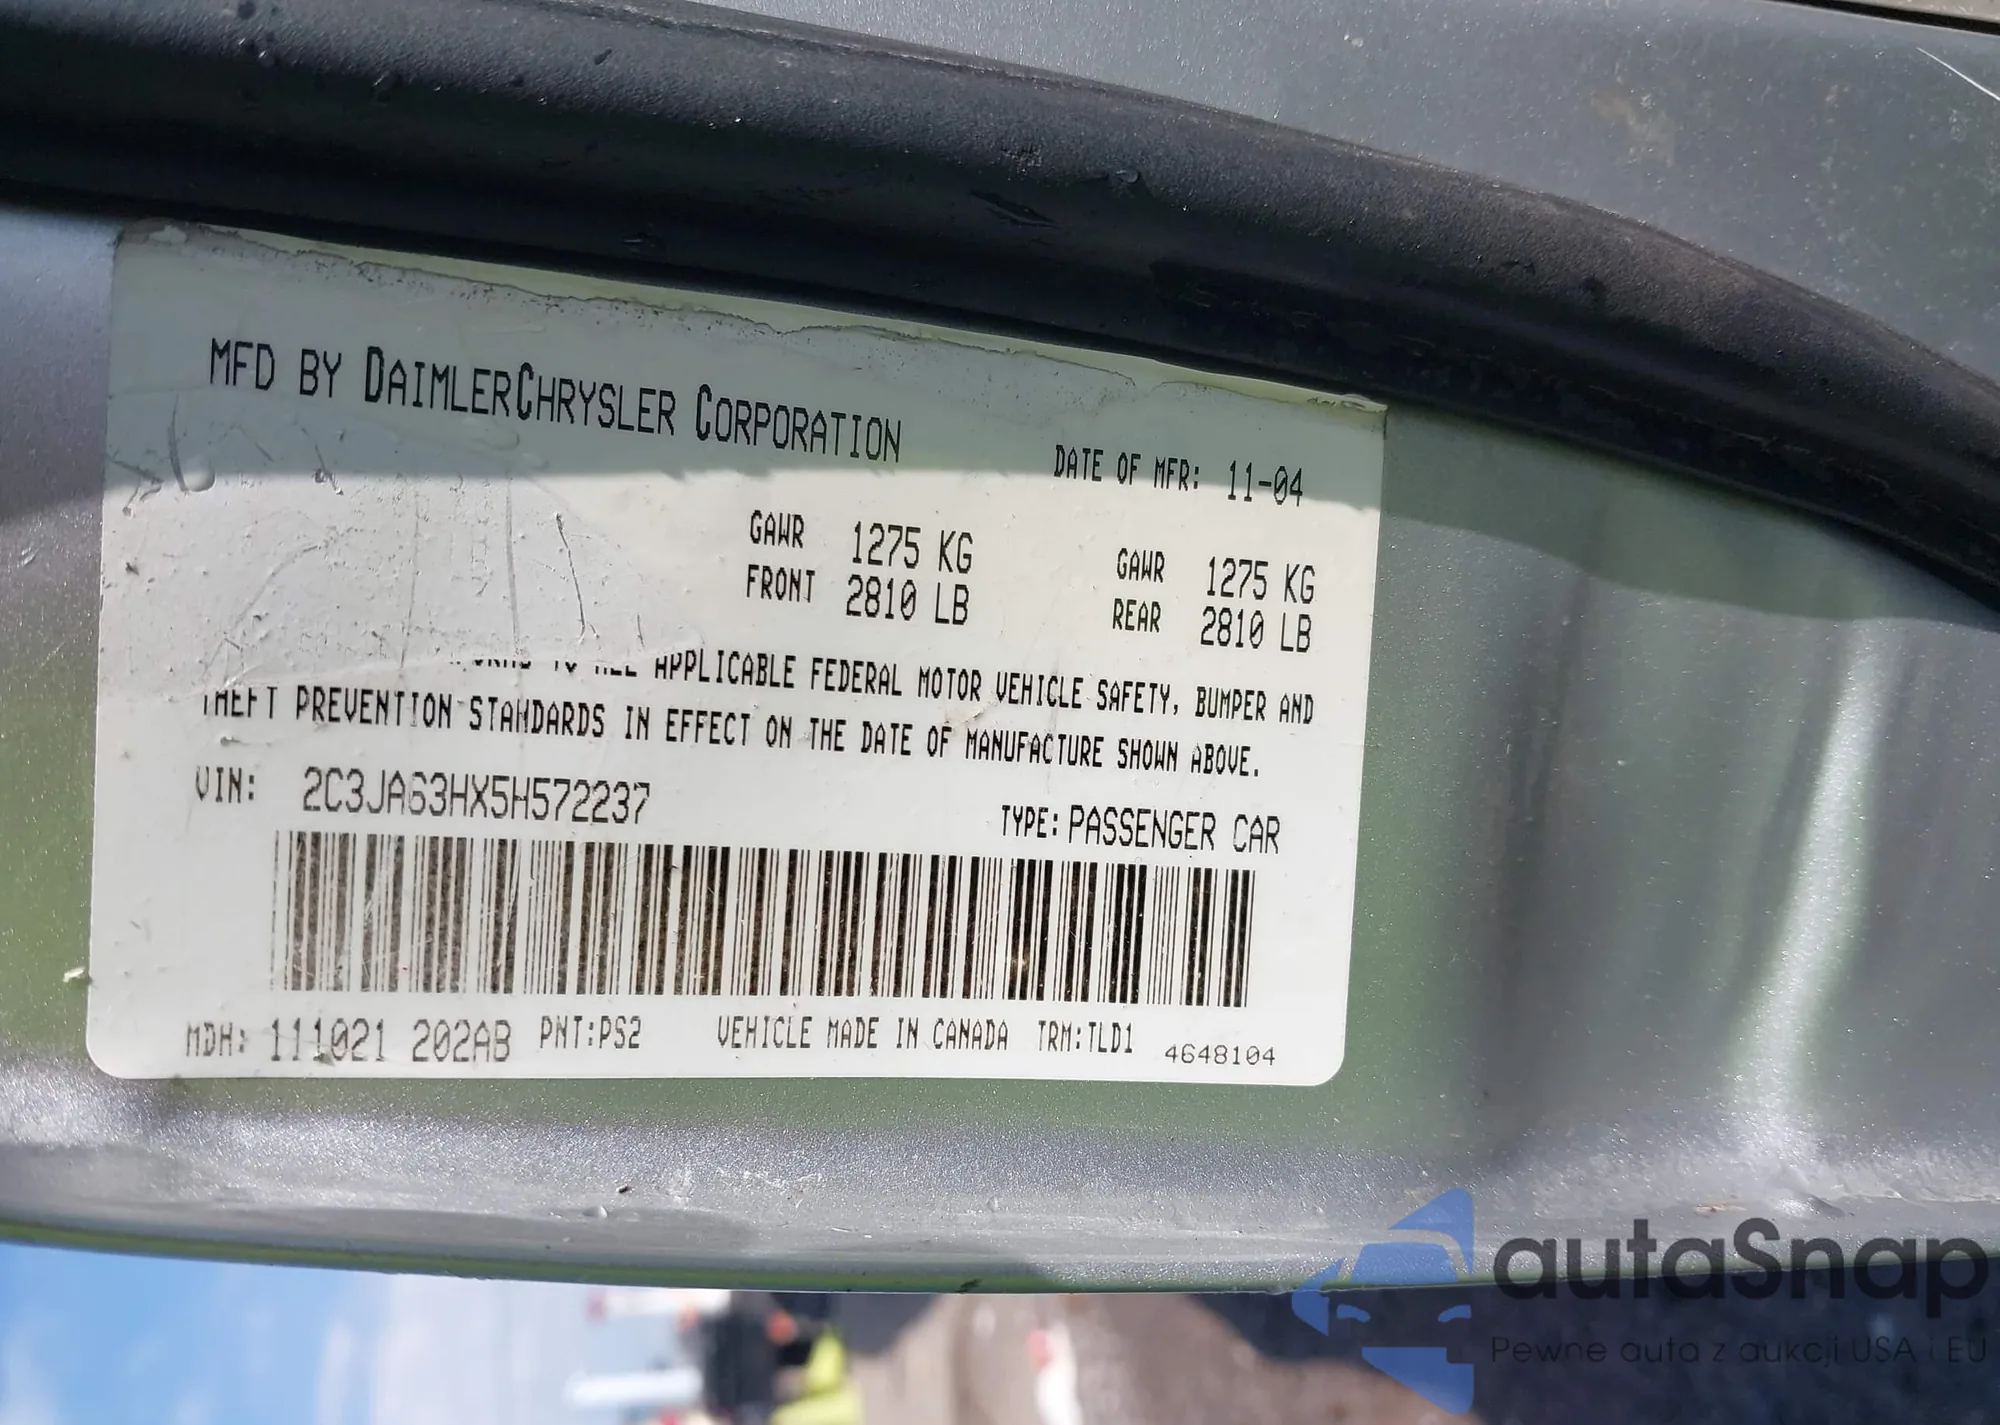 MFD BY DAIMLERCHRYSLER CORPORATION
DATE OF MFR: 11-04
GAWR FRONT 1275 KG 2810 LB
GAWR REAR 1275 KG 2810 LB
TO ALL APPLICABLE FEDERAL MOTOR VEHICLE SAFETY, BUMPER AND
THEFT PREVENTION STANDARDS IN EFFECT ON THE DATE OF MANUFACTURE SHOWN ABOVE.
VIN: 2C3JA63HX5H572237
TYPE: PASSENGER CAR
MDH: 111021 202AB PNT:PS2 VEHICLE MADE IN CANADA TRM:TLD1 4648104
autaSnap
Pewne auta z aukcji USA i EU